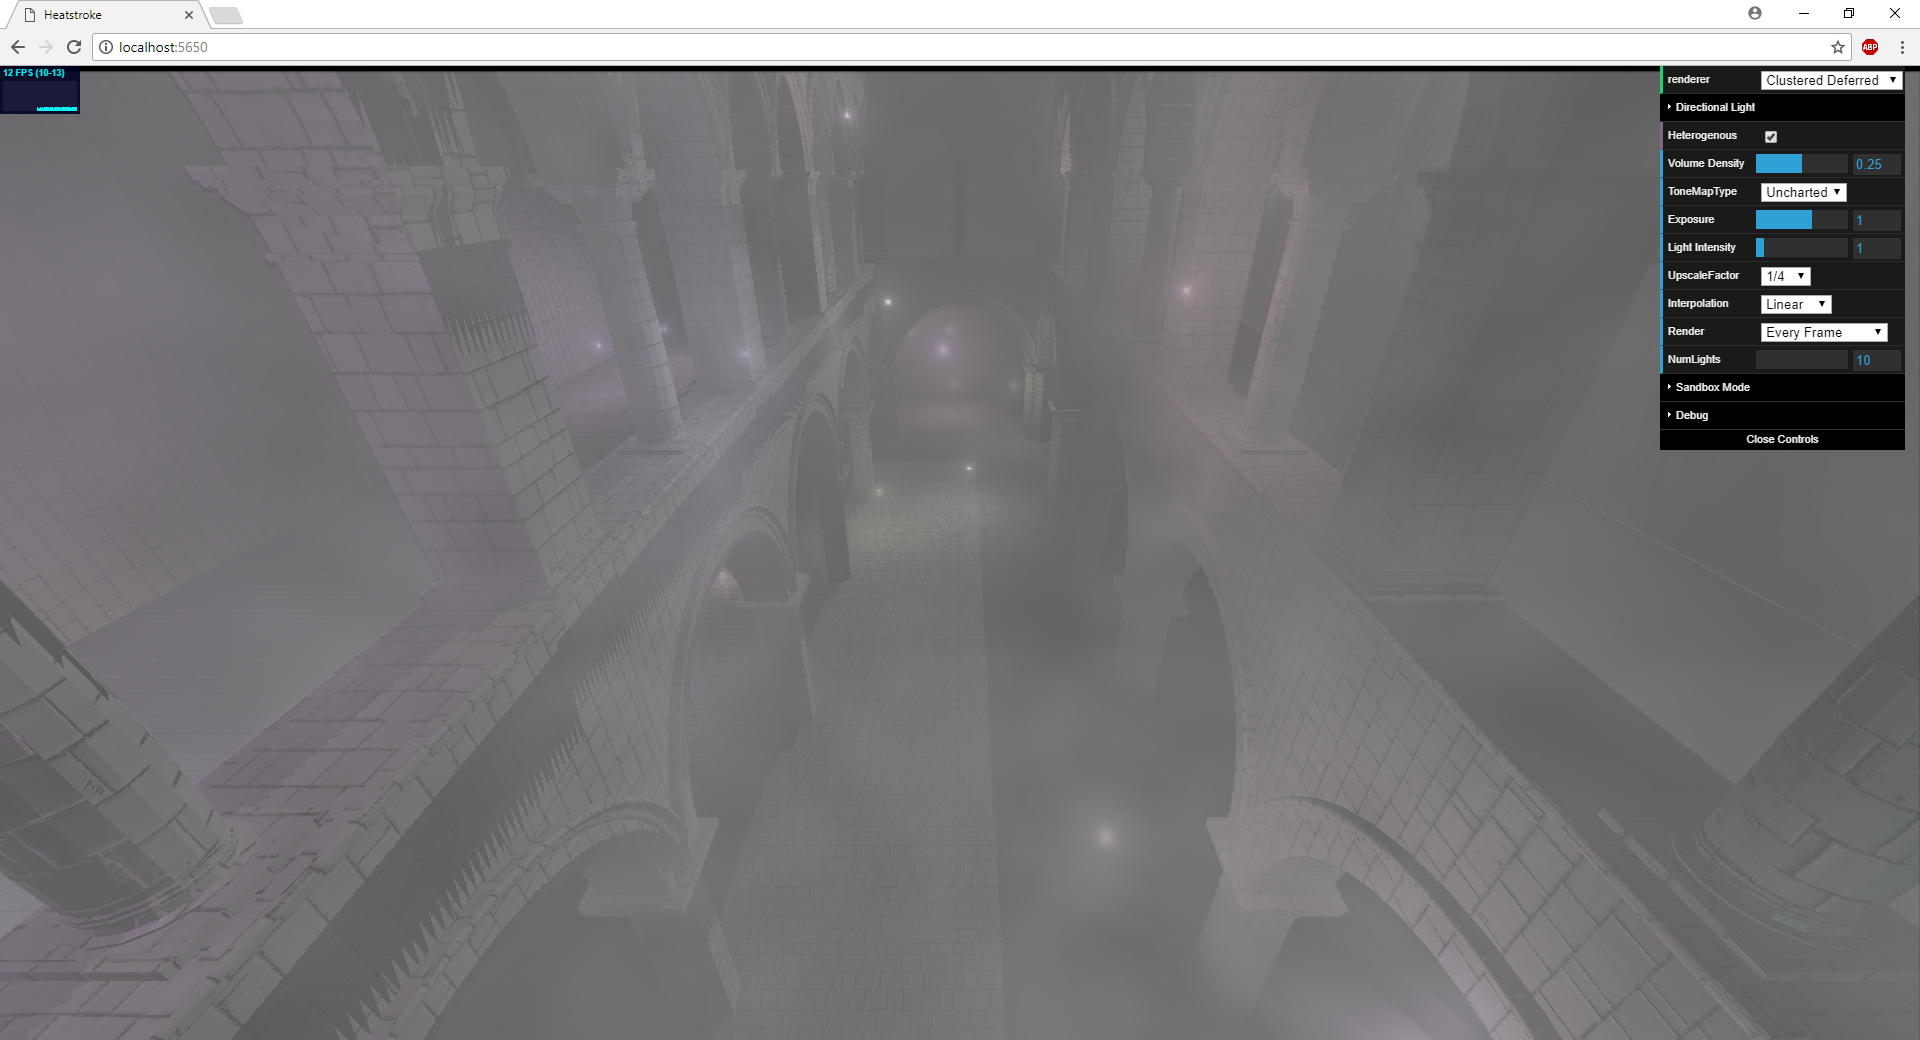 Heatstroke
localhost:5650
ABP
12 FPS (10-13)
renderer Clustered Deferred
Directional Light
Heterogenous
Volume Density 0.25
ToneMapType Uncharted
Exposure 1
Light Intensity 1
UpscaleFactor 1/4
Interpolation Linear
Render Every Frame
NumLights 10
Sandbox Mode
Debug
Close Controls